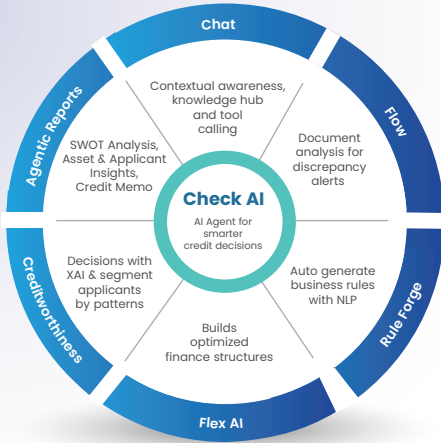 Chat
Contextual awareness,
knowledge hub
and tool
calling
Flow
Document
analysis for
discrepancy
alerts
Rule Forge
Auto generate
business rules
with NLP
Flex AI
Builds
optimized
finance structures
Creditworthiness
Decisions with
XAI & segment
applicants
by patterns
Agentic Reports
SWOT Analysis,
Asset & Applicant
Insights,
Credit Memo
Check AI
AI Agent for
smarter
credit decisions